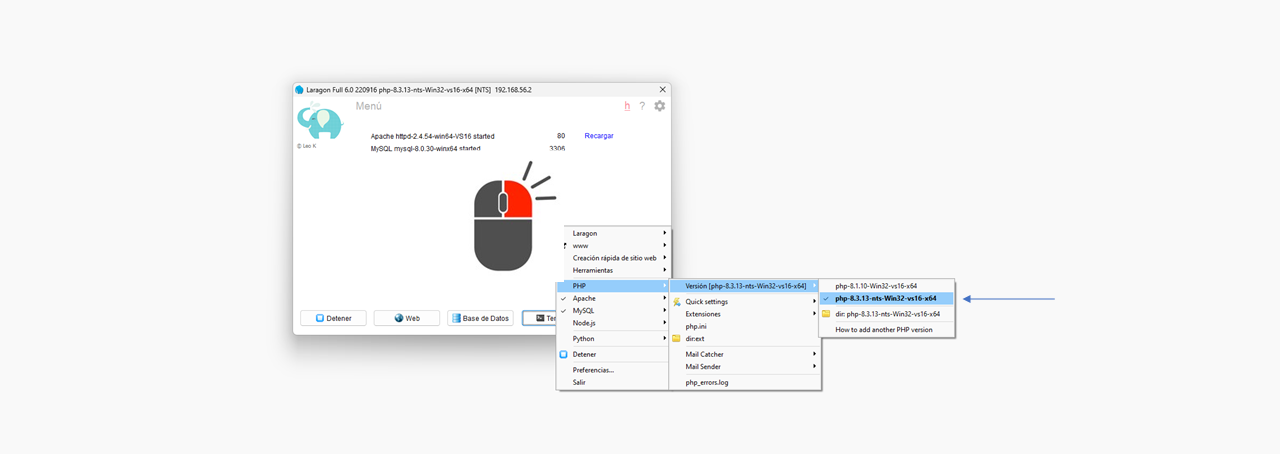 Laragon Full 6.0 220916 php-8.3.13-nts-Win32-vs16-x64 [NTS] 192.168.56.2
Menú
h ?
© Leo K
Apache httpd-2.4.54-win64-VS16 started 80 Recargar
MySQL mysql-8.0.30-winx64 started 3306
Laragon
www
Creación rápida de sitio web
Herramientas
PHP
Apache
MySQL
Node.js
Python
Detener
Preferencias...
Salir
Versión [php-8.3.13-nts-Win32-vs16-x64]
Quick settings
Extensiones
php.ini
dir:ext
Mail Catcher
Mail Sender
php_errors.log
php-8.1.10-Win32-vs16-x64
php-8.3.13-nts-Win32-vs16-x64
dir: php-8.3.13-nts-Win32-vs16-x64
How to add another PHP version
Detener Web Base de Datos Ter